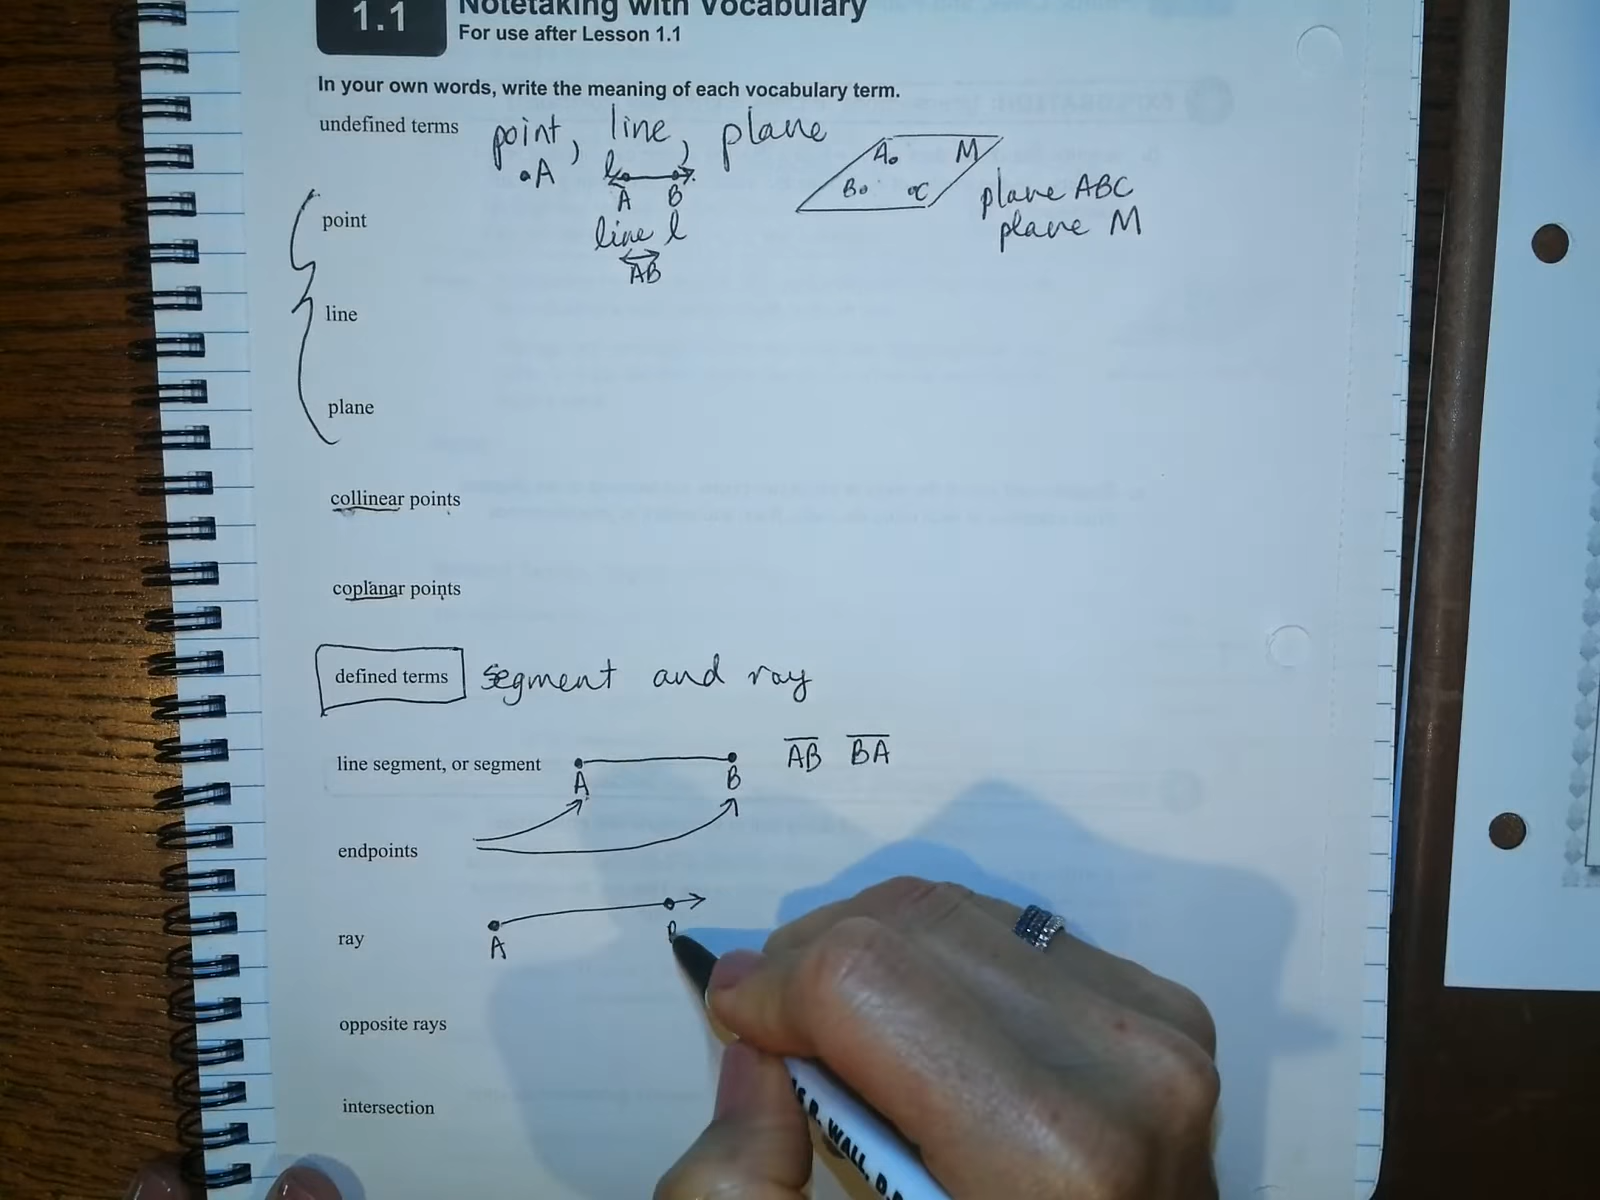 1.1 Notetaking with Vocabulary
For use after Lesson 1.1
In your own words, write the meaning of each vocabulary term.
undefined terms point, line, plane
A l A B A M B C
plane ABC
point
line l
plane M
AB
line
plane
collinear points
coplanar points
defined terms segment and ray
line segment, or segment A B AB BA
endpoints
ray A
opposite rays
intersection
R. WALL, D.